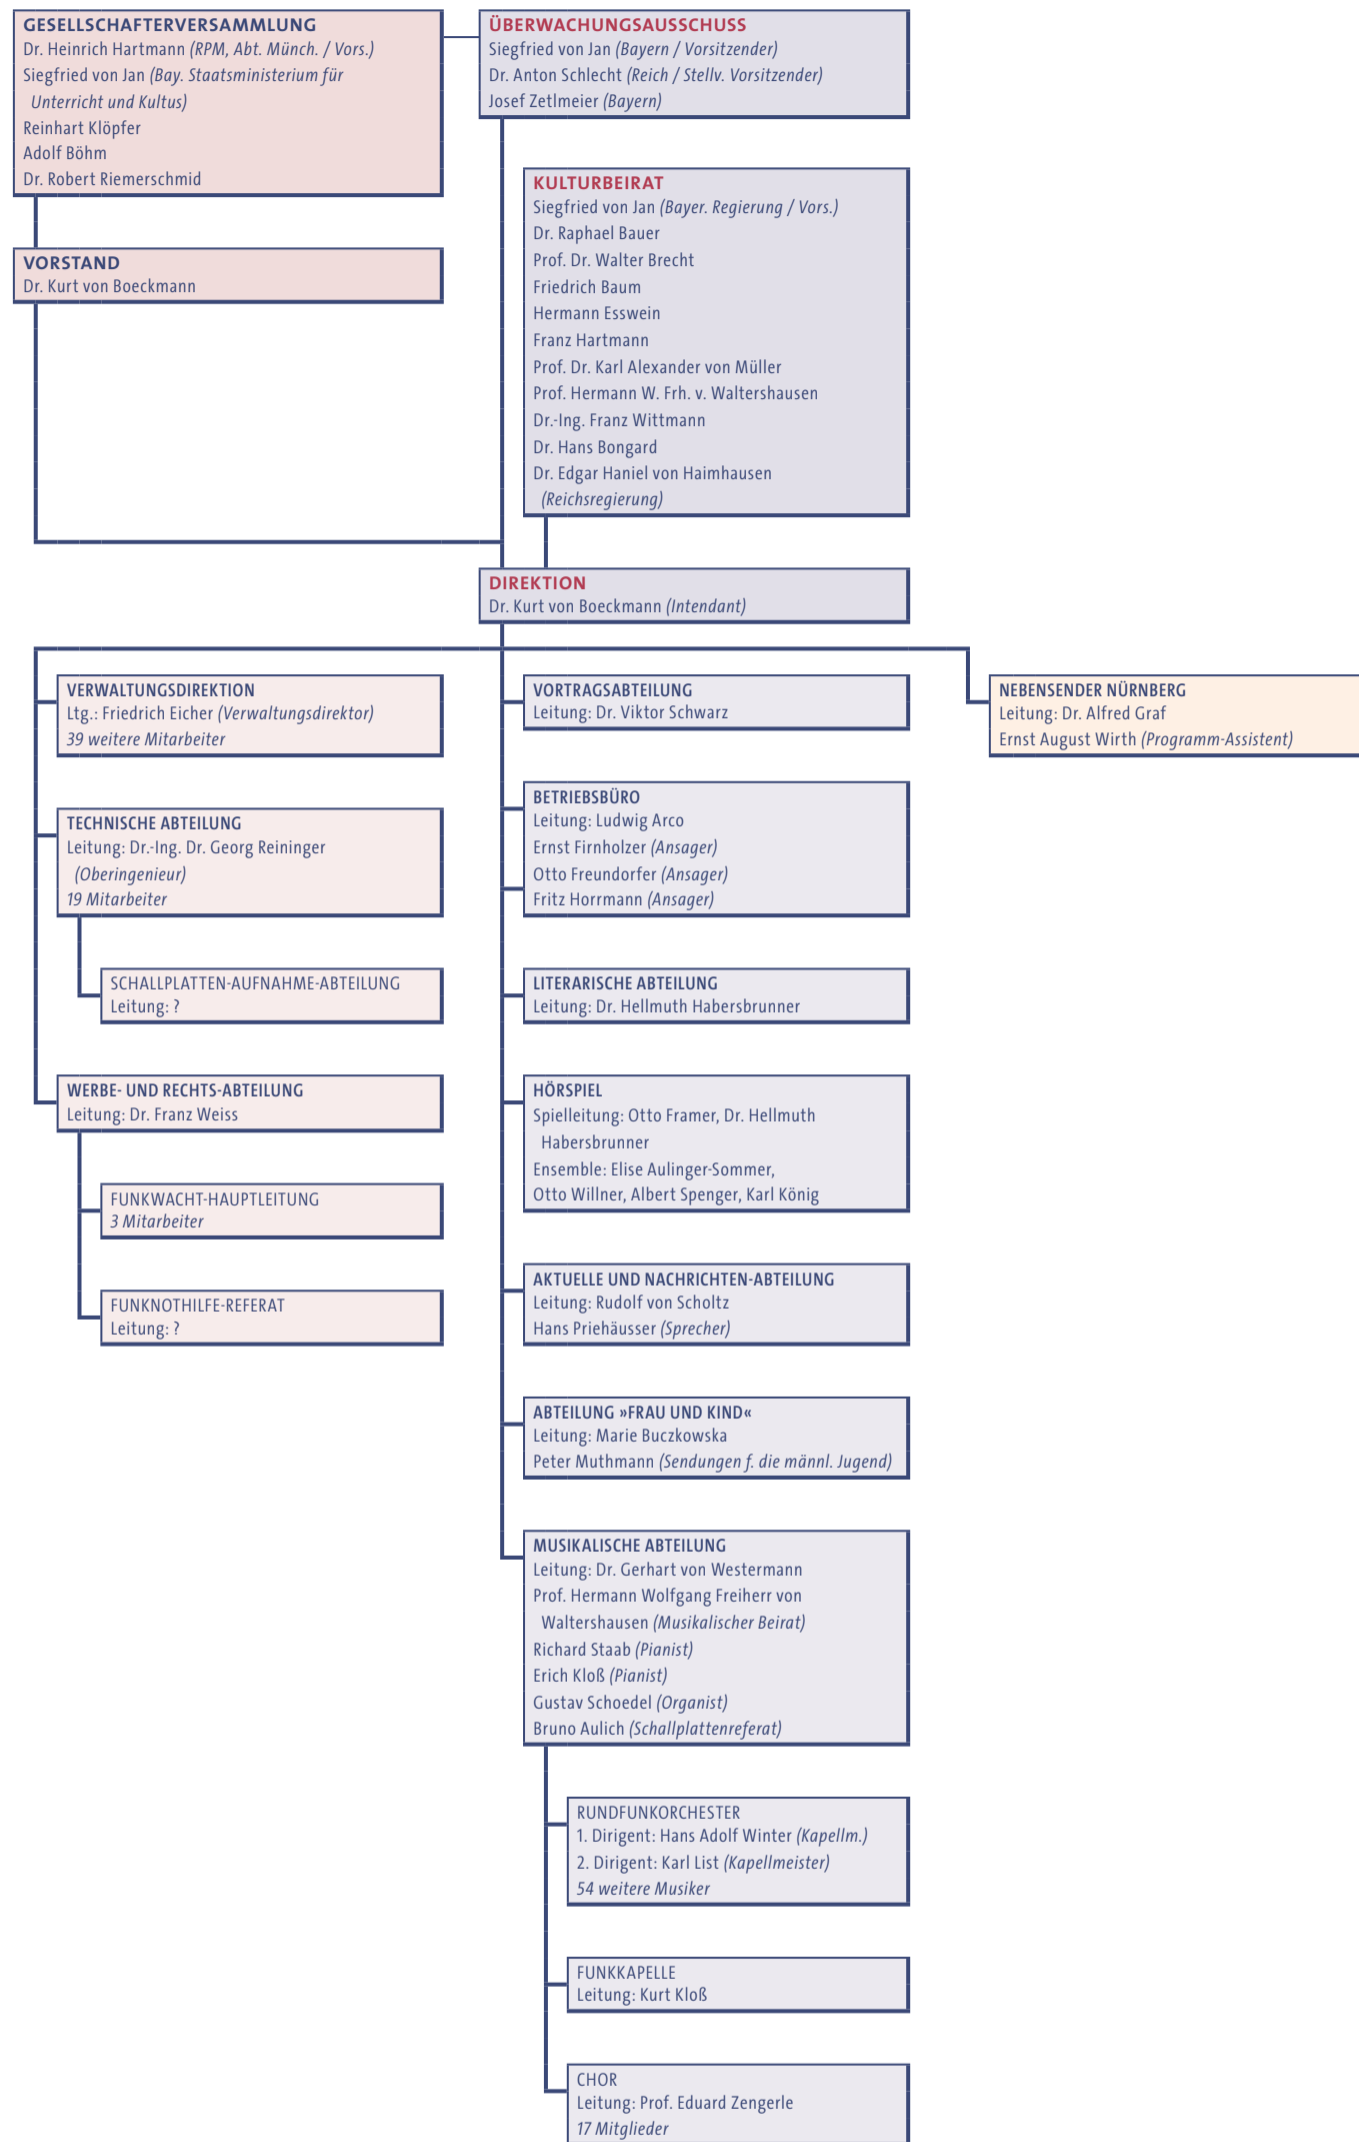 GESELLSCHAFTERVERSAMMLUNG
Dr. Heinrich Hartmann (RPM, Abt. Münch. / Vors.)
Siegfried von Jan (Bay. Staatsministerium für
Unterricht und Kultus)
Reinhart Klöpfer
Adolf Böhm
Dr. Robert Riemerschmid
ÜBERWACHUNGSAUSSCHUSS
Siegfried von Jan (Bayern / Vorsitzender)
Dr. Anton Schlecht (Reich / Stellv. Vorsitzender)
Josef Zetlmeier (Bayern)
VORSTAND
Dr. Kurt von Boeckmann
KULTURBEIRAT
Siegfried von Jan (Bayer. Regierung / Vors.)
Dr. Raphael Bauer
Prof. Dr. Walter Brecht
Friedrich Baum
Hermann Esswein
Franz Hartmann
Prof. Dr. Karl Alexander von Müller
Prof. Hermann W. Frh. v. Waltershausen
Dr.-Ing. Franz Wittmann
Dr. Hans Bongard
Dr. Edgar Haniel von Haimhausen
(Reichsregierung)
DIREKTION
Dr. Kurt von Boeckmann (Intendant)
VERWALTUNGSDIREKTION
Ltg.: Friedrich Eicher (Verwaltungsdirektor)
39 weitere Mitarbeiter
TECHNISCHE ABTEILUNG
Leitung: Dr.-Ing. Dr. Georg Reininger
(Oberingenieur)
19 Mitarbeiter
SCHALLPLATTEN-AUFNAHME-ABTEILUNG
Leitung: ?
WERBE- UND RECHTS-ABTEILUNG
Leitung: Dr. Franz Weiss
FUNKWACHT-HAUPTLEITUNG
3 Mitarbeiter
FUNKNOTHILFE-REFERAT
Leitung: ?
VORTRAGSABTEILUNG
Leitung: Dr. Viktor Schwarz
BETRIEBSBÜRO
Leitung: Ludwig Arco
Ernst Firnholzer (Ansager)
Otto Freundorfer (Ansager)
Fritz Horrmann (Ansager)
LITERARISCHE ABTEILUNG
Leitung: Dr. Hellmuth Habersbrunner
HÖRSPIEL
Spielleitung: Otto Framer, Dr. Hellmuth
Habersbrunner
Ensemble: Elise Aulinger-Sommer,
Otto Willner, Albert Spenger, Karl König
AKTUELLE UND NACHRICHTEN-ABTEILUNG
Leitung: Rudolf von Scholtz
Hans Priehäusser (Sprecher)
ABTEILUNG »FRAU UND KIND«
Leitung: Marie Buczkowska
Peter Muthmann (Sendungen f. die männl. Jugend)
MUSIKALISCHE ABTEILUNG
Leitung: Dr. Gerhart von Westermann
Prof. Hermann Wolfgang Freiherr von
Waltershausen (Musikalischer Beirat)
Richard Staab (Pianist)
Erich Kloß (Pianist)
Gustav Schoedel (Organist)
Bruno Aulich (Schallplattenreferat)
RUNDFUNKORCHESTER
1. Dirigent: Hans Adolf Winter (Kapellm.)
2. Dirigent: Karl List (Kapellmeister)
54 weitere Musiker
FUNKKAPELLE
Leitung: Kurt Kloß
CHOR
Leitung: Prof. Eduard Zengerle
17 Mitglieder
NEBENSENDER NÜRNBERG
Leitung: Dr. Alfred Graf
Ernst August Wirth (Programm-Assistent)